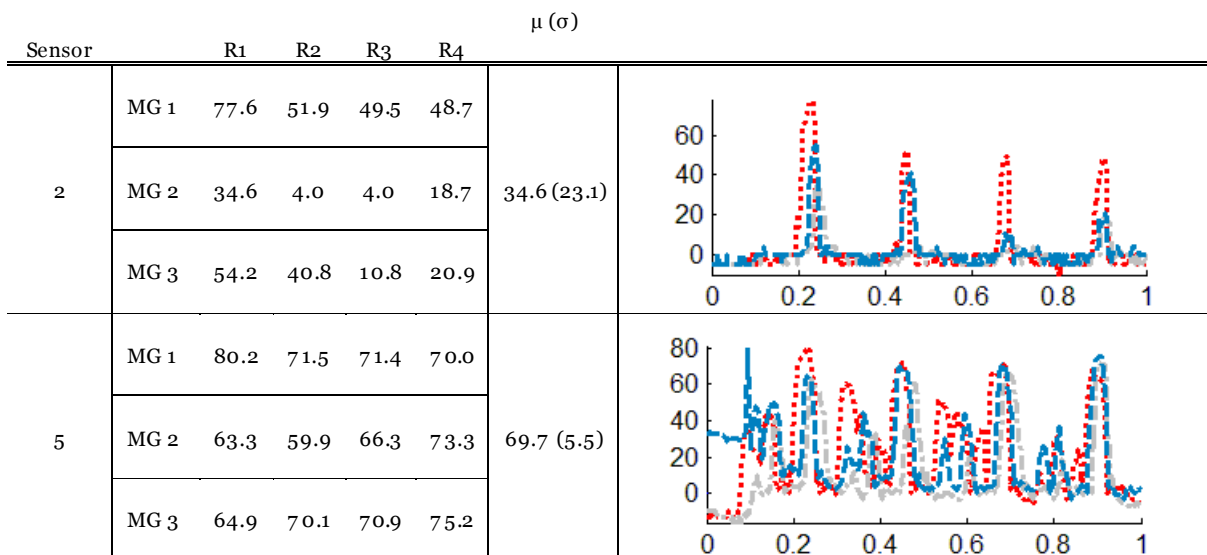 μ (σ)
Sensor R1 R2 R3 R4
2
MG 1 77.6 51.9 49.5 48.7
MG 2 34.6 4.0 4.0 18.7
MG 3 54.2 40.8 10.8 20.9
34.6 (23.1)
60
40
20
0
0 0.2 0.4 0.6 0.8 1
5
MG 1 80.2 71.5 71.4 70.0
MG 2 63.3 59.9 66.3 73.3
MG 3 64.9 70.1 70.9 75.2
69.7 (5.5)
80
60
40
20
0
0 0.2 0.4 0.6 0.8 1